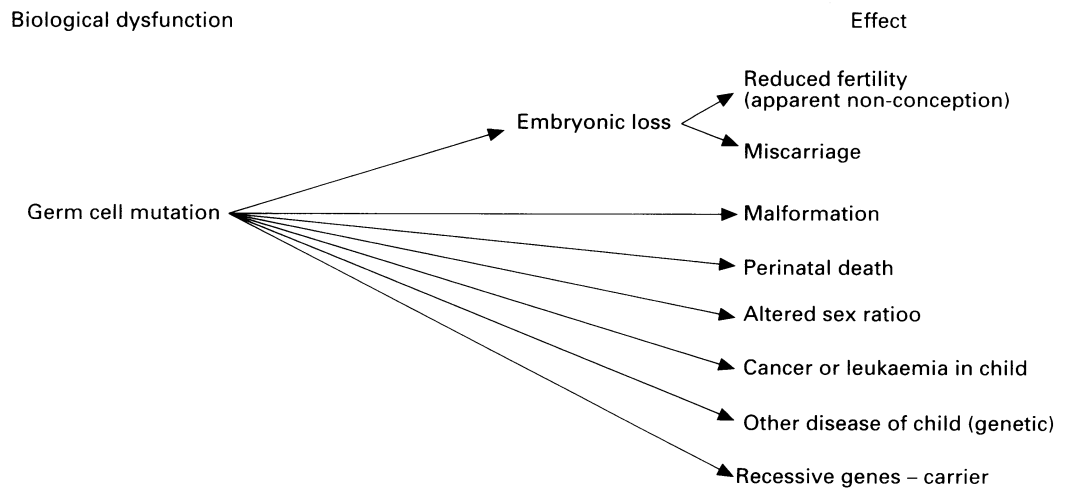 Biological dysfunction
Effect
Reduced fertility
(apparent non-conception)
Embryonic loss
Miscarriage
Germ cell mutation
Malformation
Perinatal death
Altered sex ratioo
Cancer or leukaemia in child
Other disease of child (genetic)
Recessive genes – carrier